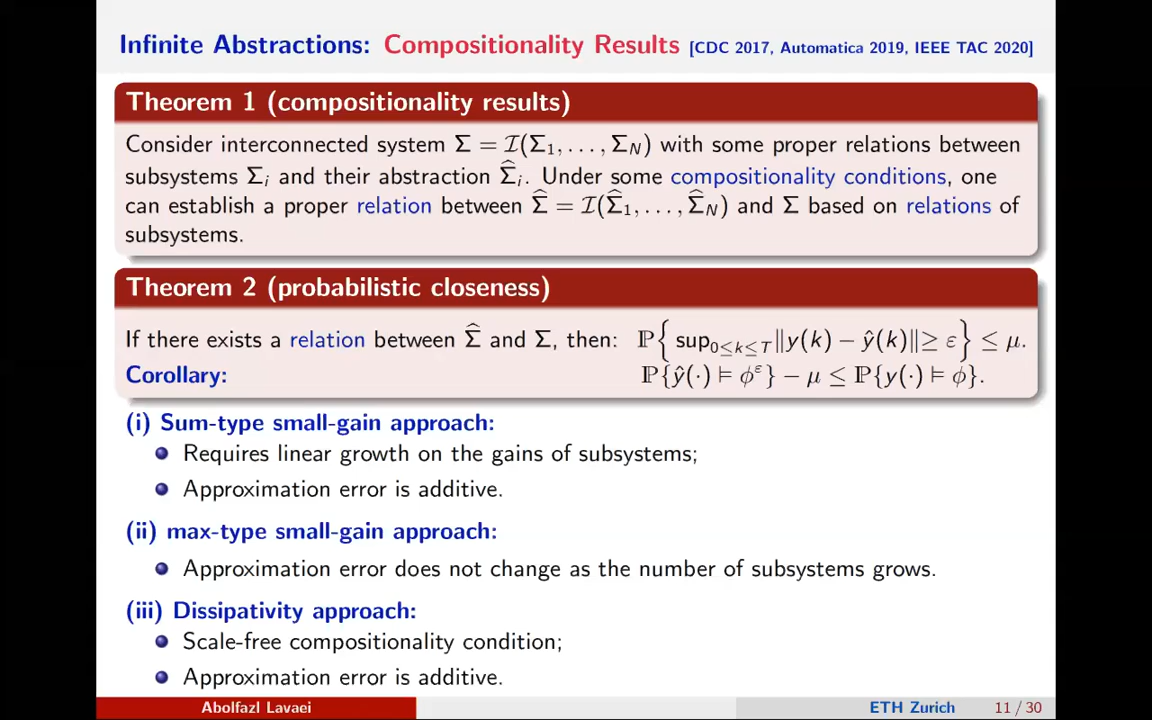 Infinite Abstractions: Compositionality Results [CDC 2017, Automatica 2019, IEEE TAC 2020]
Theorem 1 (compositionality results)
Consider interconnected system Σ = ℐ(Σ₁, . . . , Σ_N) with some proper relations between
subsystems Σᵢ and their abstraction Σ̂ᵢ. Under some compositionality conditions, one
can establish a proper relation between Σ̂ = ℐ(Σ̂₁, . . . , Σ̂_N) and Σ based on relations of
subsystems.
Theorem 2 (probabilistic closeness)
If there exists a relation between Σ̂ and Σ, then: ℙ{ sup_{0≤k≤T} ‖y(k) − ŷ(k)‖≥ ε} ≤ μ.
Corollary: ℙ{ŷ(·) ⊨ φ^ε} − μ ≤ ℙ{y(·) ⊨ φ}.
(i) Sum-type small-gain approach:
Requires linear growth on the gains of subsystems;
Approximation error is additive.
(ii) max-type small-gain approach:
Approximation error does not change as the number of subsystems grows.
(iii) Dissipativity approach:
Scale-free compositionality condition;
Approximation error is additive.
Abolfazl Lavaei ETH Zurich 11 / 30